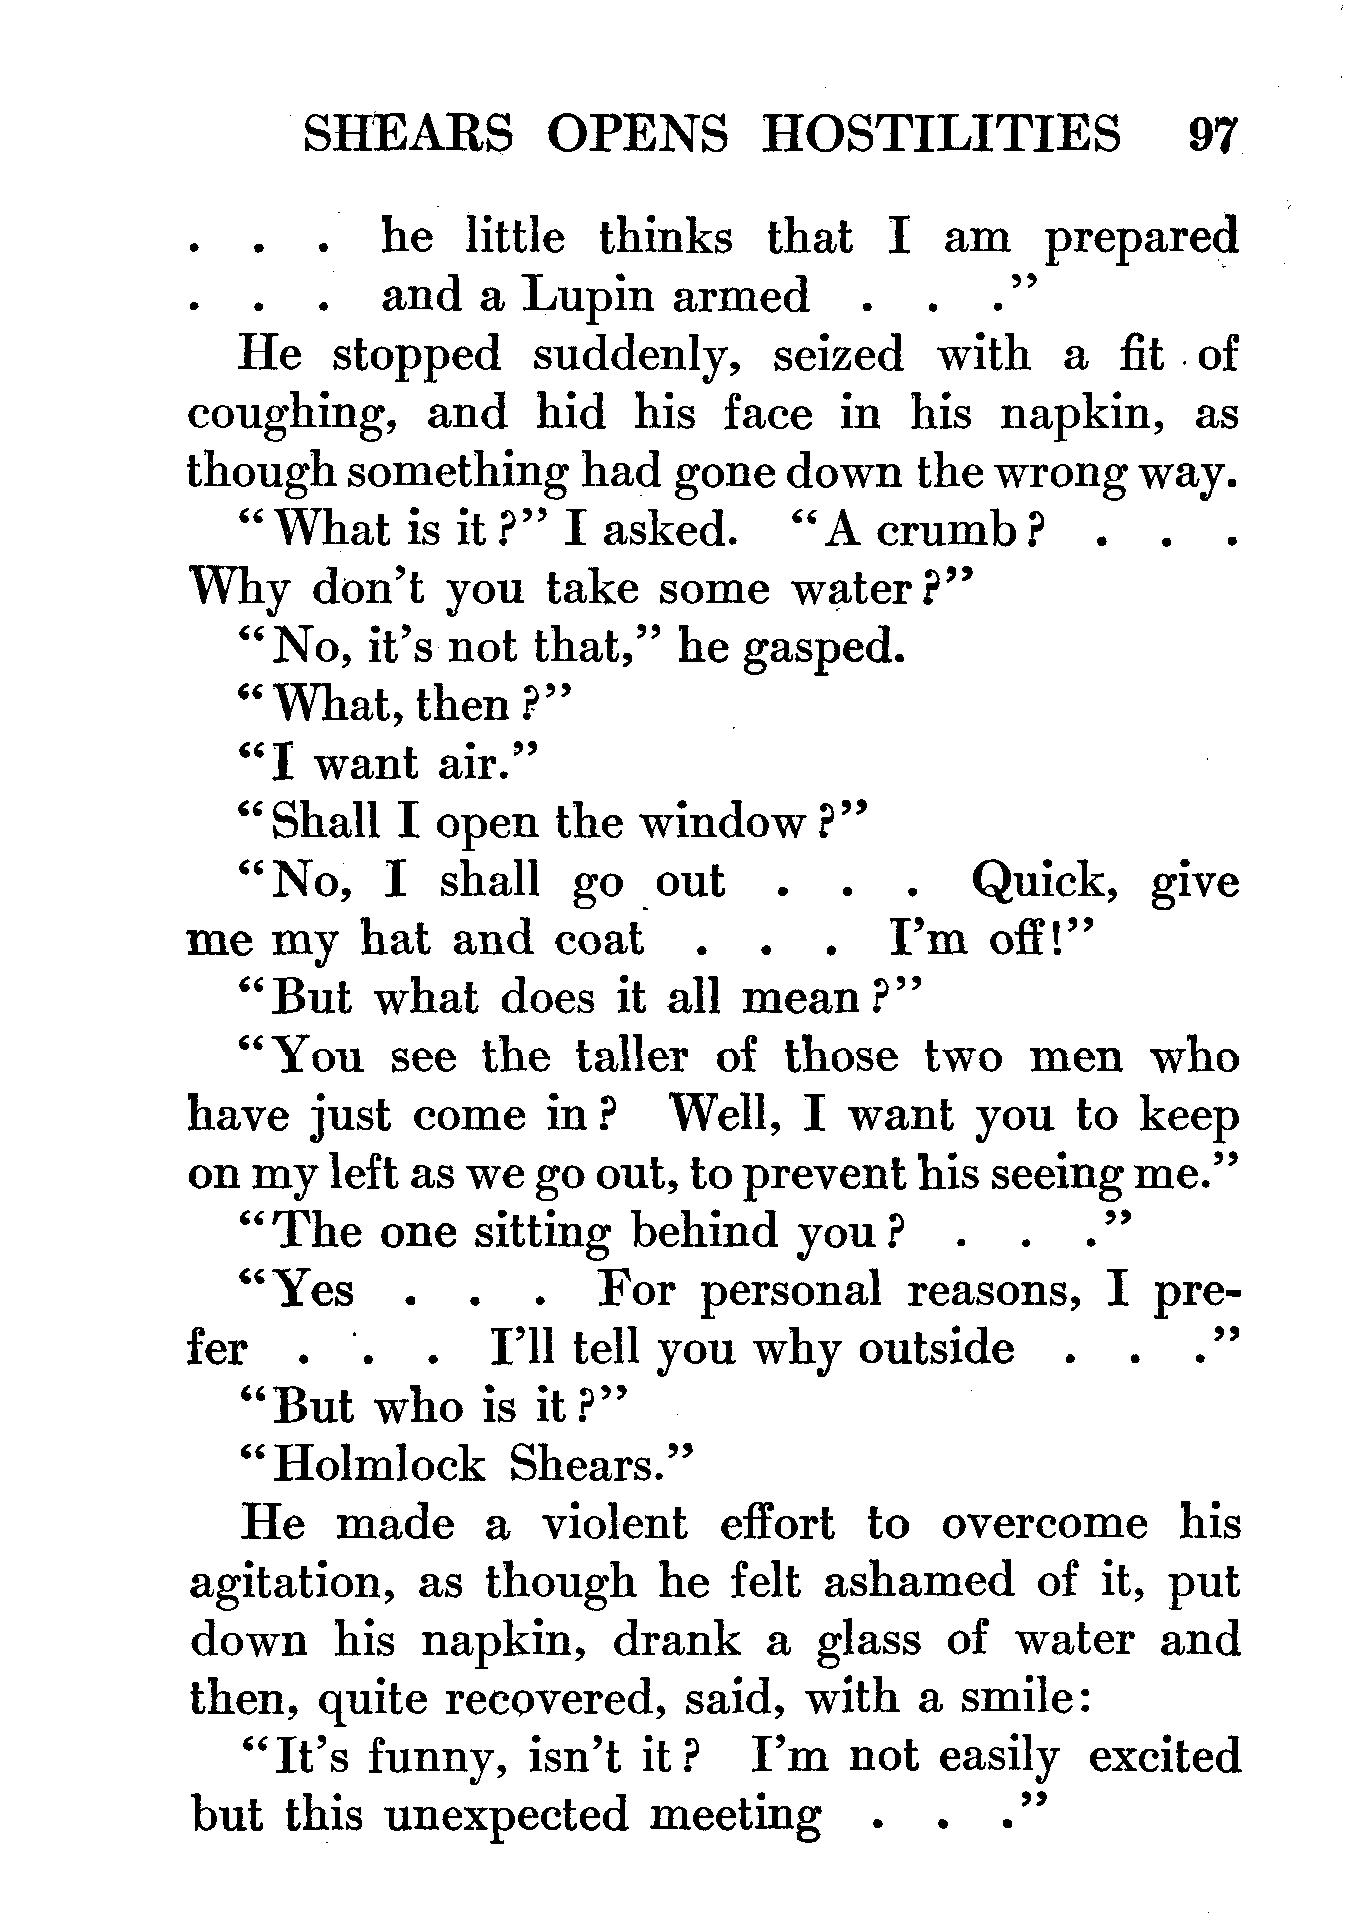 SHEARS OPENS HOSTILITIES 97
. . . he little thinks that I am prepared
. . . and a Lupin armed . . ."
He stopped suddenly, seized with a fit of
coughing, and hid his face in his napkin, as
though something had gone down the wrong way.
"What is it?" I asked. "A crumb? . . .
Why don't you take some water?"
"No, it's not that," he gasped.
"What, then?"
"I want air."
"Shall I open the window?"
"No, I shall go out . . . Quick, give
me my hat and coat . . . I'm off!"
"But what does it all mean?"
"You see the taller of those two men who
have just come in? Well, I want you to keep
on my left as we go out, to prevent his seeing me."
"The one sitting behind you? . . ."
"Yes . . . For personal reasons, I pre-
fer . . . I'll tell you why outside . . ."
"But who is it?"
"Holmlock Shears."
He made a violent effort to overcome his
agitation, as though he felt ashamed of it, put
down his napkin, drank a glass of water and
then, quite recovered, said, with a smile:
"It's funny, isn't it? I'm not easily excited
but this unexpected meeting . . ."